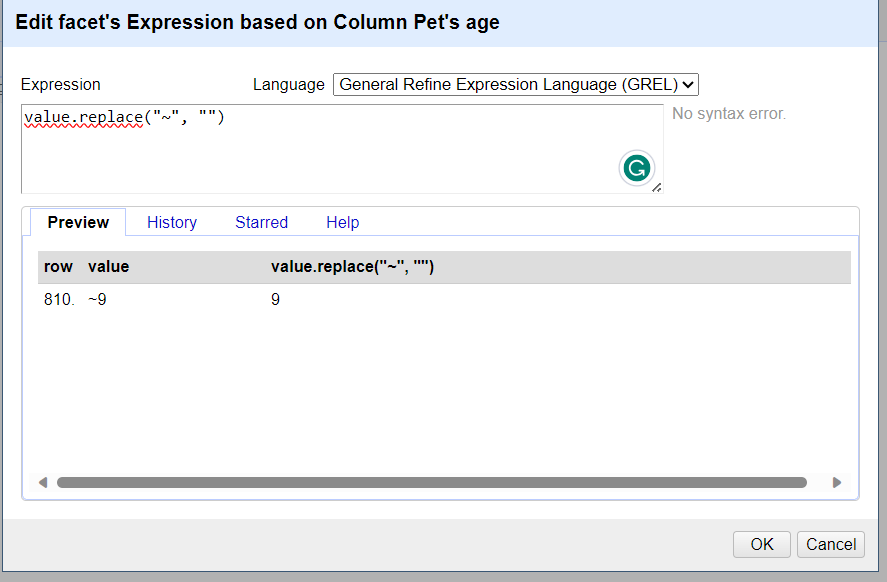 Edit facet's Expression based on Column Pet's age
Expression Language General Refine Expression Language (GREL)
value.replace("~", "")
No syntax error.
Preview History Starred Help
row value value.replace("~", "")
810. ~9 9
OK Cancel